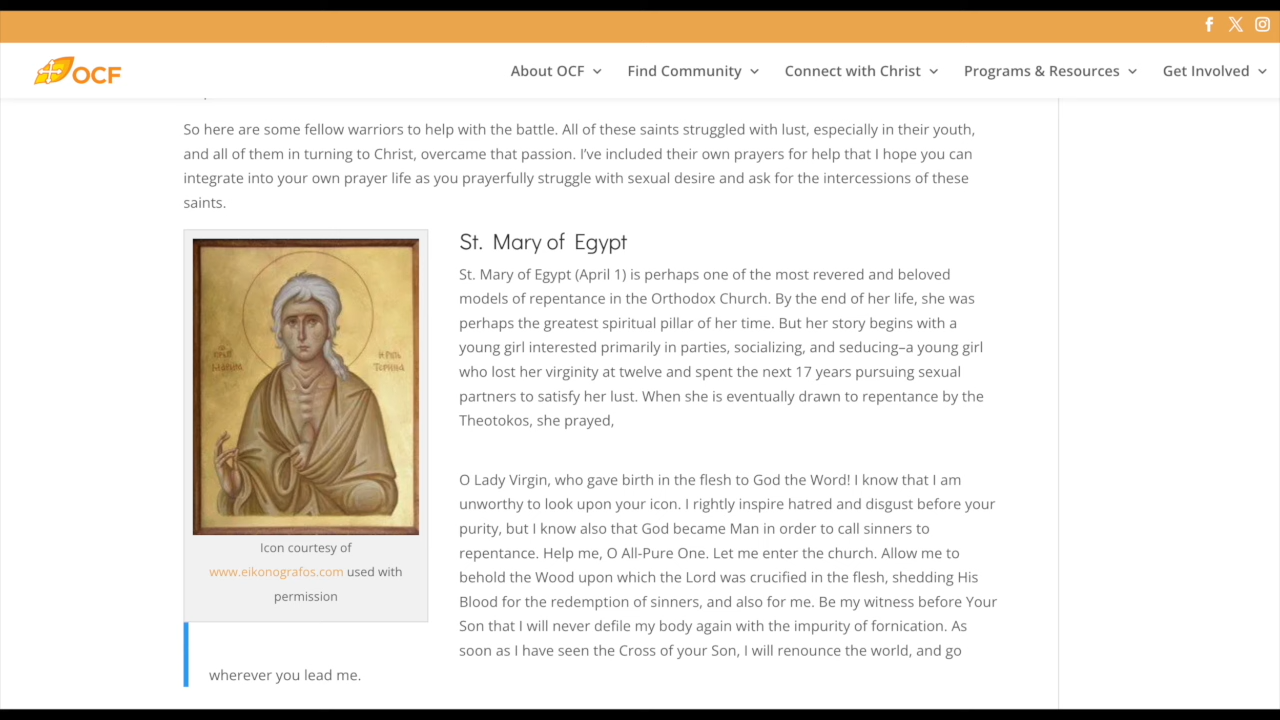 OCF
About OCF
Find Community
Connect with Christ
Programs & Resources
Get Involved
So here are some fellow warriors to help with the battle. All of these saints struggled with lust, especially in their youth,
and all of them in turning to Christ, overcame that passion. I’ve included their own prayers for help that I hope you can
integrate into your own prayer life as you prayerfully struggle with sexual desire and ask for the intercessions of these
saints.
Icon courtesy of
www.eikonografos.com used with
permission
St. Mary of Egypt
St. Mary of Egypt (April 1) is perhaps one of the most revered and beloved
models of repentance in the Orthodox Church. By the end of her life, she was
perhaps the greatest spiritual pillar of her time. But her story begins with a
young girl interested primarily in parties, socializing, and seducing–a young girl
who lost her virginity at twelve and spent the next 17 years pursuing sexual
partners to satisfy her lust. When she is eventually drawn to repentance by the
Theotokos, she prayed,
O Lady Virgin, who gave birth in the flesh to God the Word! I know that I am
unworthy to look upon your icon. I rightly inspire hatred and disgust before your
purity, but I know also that God became Man in order to call sinners to
repentance. Help me, O All-Pure One. Let me enter the church. Allow me to
behold the Wood upon which the Lord was crucified in the flesh, shedding His
Blood for the redemption of sinners, and also for me. Be my witness before Your
Son that I will never defile my body again with the impurity of fornication. As
soon as I have seen the Cross of your Son, I will renounce the world, and go
wherever you lead me.